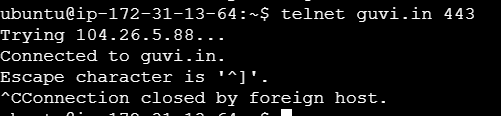 ubuntu@ip-172-31-13-64:~$ telnet guvi.in 443
Trying 104.26.5.88...
Connected to guvi.in.
Escape character is '^]'.
^CConnection closed by foreign host.